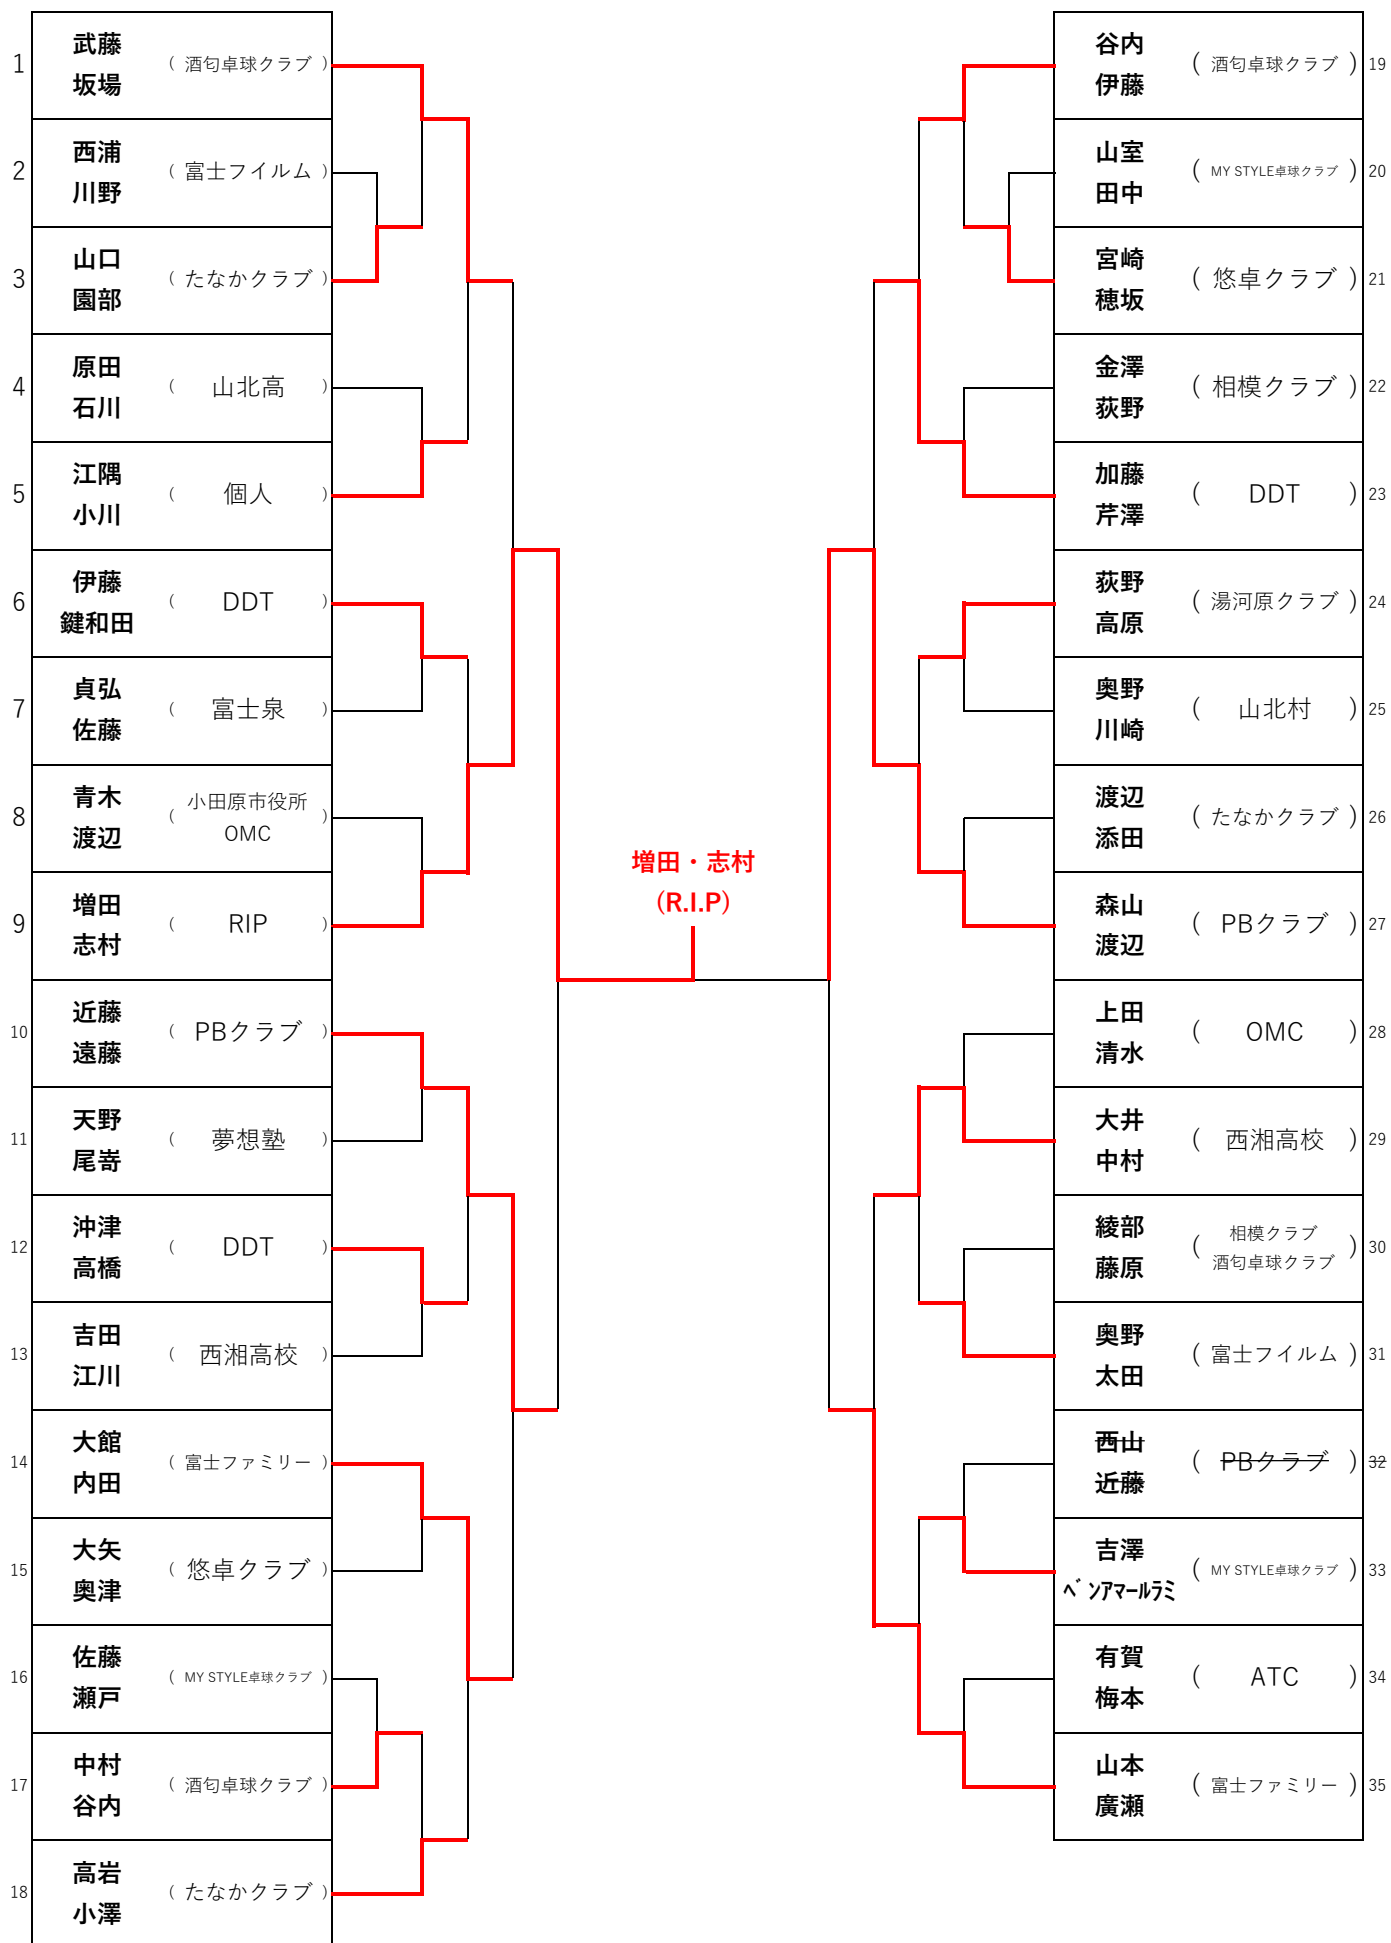 1 武藤 坂場 ( 酒匂卓球クラブ )
2 西浦 川野 ( 富士フイルム )
3 山口 園部 ( たなかクラブ )
4 原田 石川 ( 山北高 )
5 江隅 小川 ( 個人 )
6 伊藤 鍵和田 ( DDT )
7 貞弘 佐藤 ( 富士泉 )
8 青木 渡辺 ( 小田原市役所 OMC )
9 増田 志村 ( RIP )
10 近藤 遠藤 ( PBクラブ )
11 天野 尾嵜 ( 夢想塾 )
12 沖津 高橋 ( DDT )
13 吉田 江川 ( 西湘高校 )
14 大館 内田 ( 富士ファミリー )
15 大矢 奥津 ( 悠卓クラブ )
16 佐藤 瀬戸 ( MY STYLE卓球クラブ )
17 中村 谷内 ( 酒匂卓球クラブ )
18 高岩 小澤 ( たなかクラブ )
増田・志村
(R.I.P)
谷内 伊藤 ( 酒匂卓球クラブ ) 19
山室 田中 ( MY STYLE卓球クラブ ) 20
宮崎 穂坂 ( 悠卓クラブ ) 21
金澤 荻野 ( 相模クラブ ) 22
加藤 芹澤 ( DDT ) 23
荻野 高原 ( 湯河原クラブ ) 24
奥野 川崎 ( 山北村 ) 25
渡辺 添田 ( たなかクラブ ) 26
森山 渡辺 ( PBクラブ ) 27
上田 清水 ( OMC ) 28
大井 中村 ( 西湘高校 ) 29
綾部 藤原 ( 相模クラブ 酒匂卓球クラブ ) 30
奥野 太田 ( 富士フイルム ) 31
西山 近藤 ( PBクラブ ) 32
吉澤 ベンアマールラミ ( MY STYLE卓球クラブ ) 33
有賀 梅本 ( ATC ) 34
山本 廣瀬 ( 富士ファミリー ) 35